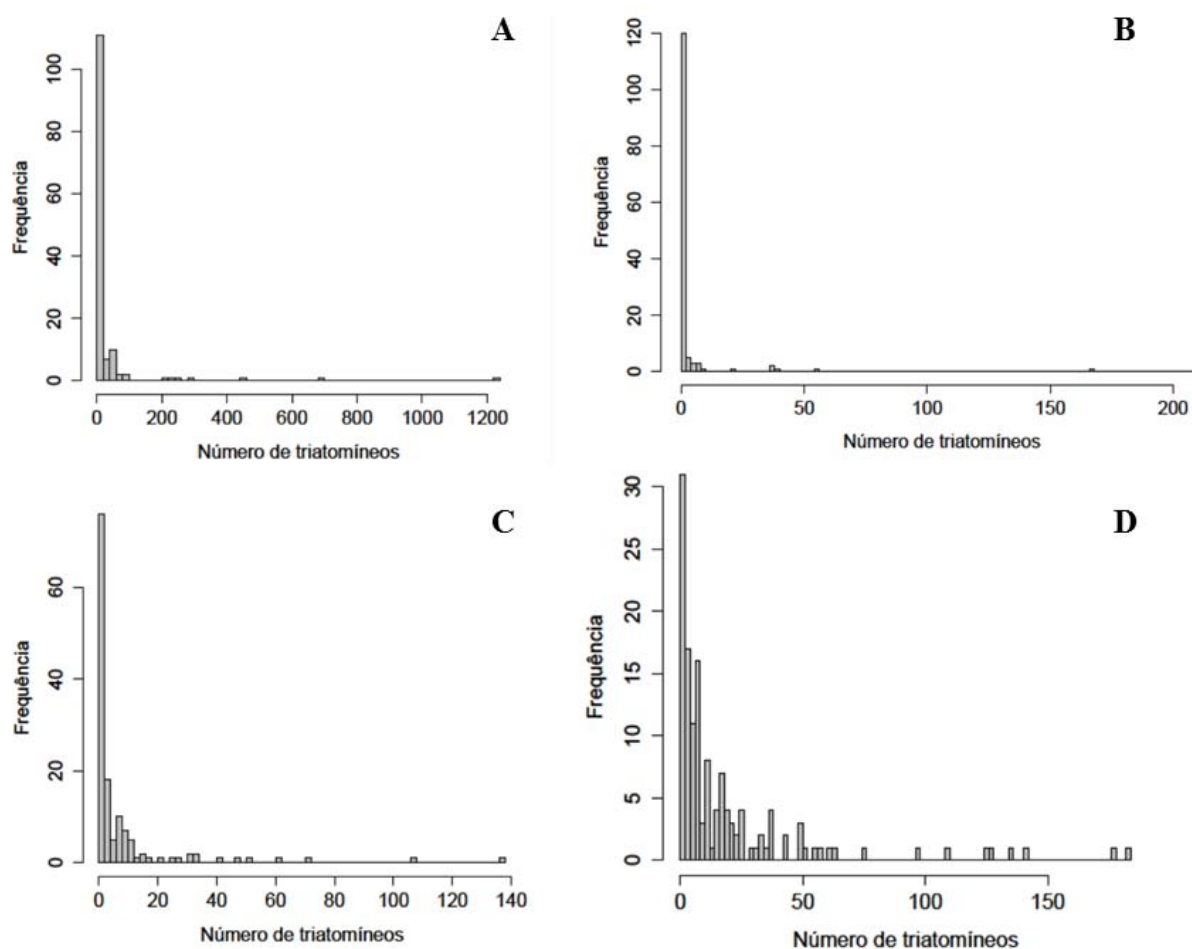 A
Frequência
0 20 40 60 80 100
0 200 400 600 800 1000 1200
Número de triatomíneos
B
Frequência
0 20 40 60 80 100 120
0 50 100 150 200
Número de triatomíneos
C
Frequência
0 20 40 60
0 20 40 60 80 100 120 140
Número de triatomíneos
D
Frequência
0 5 10 15 20 25 30
0 50 100 150
Número de triatomíneos